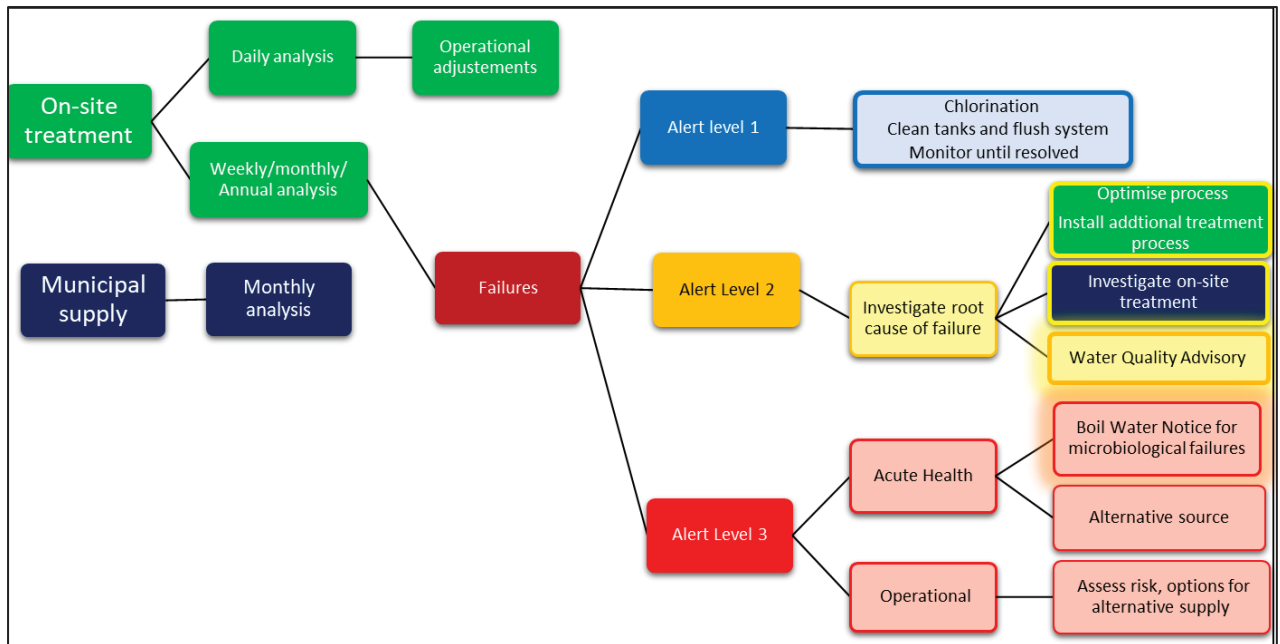 On-site
treatment
Daily analysis
Operational
adjustements
Weekly/monthly/
Annual analysis
Municipal
supply
Monthly
analysis
Failures
Alert level 1
Chlorination
Clean tanks and flush system
Monitor until resolved
Alert Level 2
Investigate root
cause of failure
Optimise process
Install addtional treatment
process
Investigate on-site
treatment
Water Quality Advisory
Alert Level 3
Acute Health
Boil Water Notice for
microbiological failures
Alternative source
Operational
Assess risk, options for
alternative supply